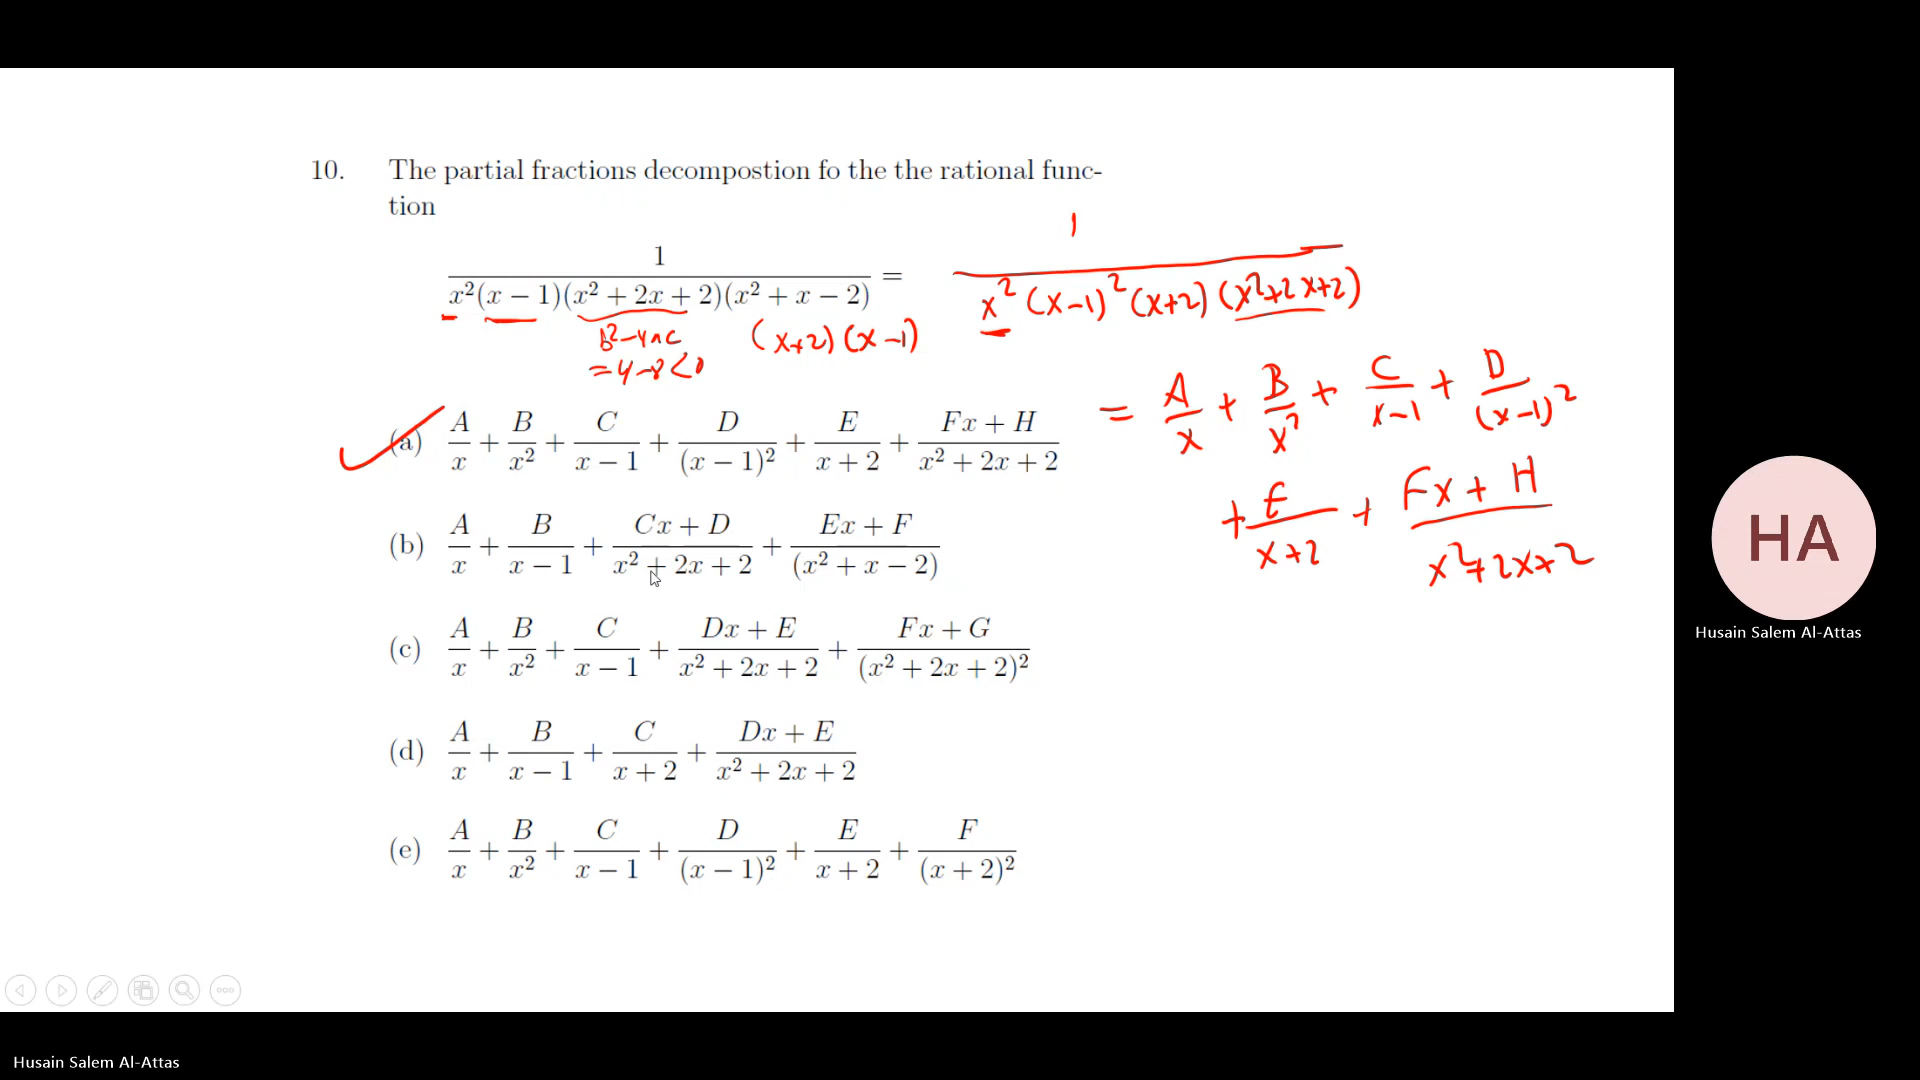 10. The partial fractions decompostion fo the the rational func-
tion
1 / x²(x − 1)(x² + 2x + 2)(x² + x − 2) =
1 / x² (x−1)² (x+2) (x²+2x+2)
b²−4ac
= 4−8<0
(x+2)(x−1)
= A/x + B/x² + C/x−1 + D/(x−1)²
+ E/x+2 + Fx+H/x²+2x+2
(a) A/x + B/x² + C/x − 1 + D/(x − 1)² + E/x + 2 + Fx + H/x² + 2x + 2
(b) A/x + B/x − 1 + Cx + D/x² + 2x + 2 + Ex + F/(x² + x − 2)
(c) A/x + B/x² + C/x − 1 + Dx + E/x² + 2x + 2 + Fx + G/(x² + 2x + 2)²
(d) A/x + B/x − 1 + C/x + 2 + Dx + E/x² + 2x + 2
(e) A/x + B/x² + C/x − 1 + D/(x − 1)² + E/x + 2 + F/(x + 2)²
HA
Husain Salem Al-Attas
Husain Salem Al-Attas